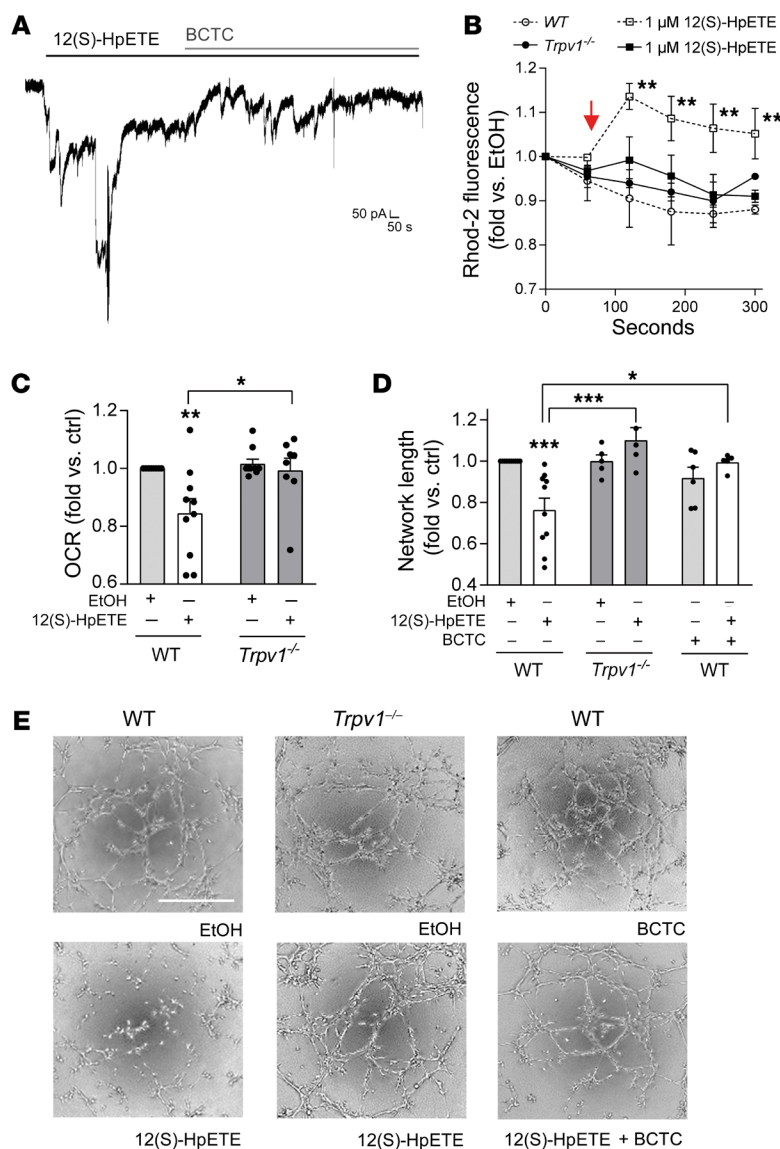 A
12(S)-HpETE
BCTC
50 pA
50 s
B
WT
1 µM 12(S)-HpETE
Trpv1-/-
1 µM 12(S)-HpETE
Rhod-2 fluorescence
(fold vs. EtOH)
1.2
1.1
1.0
0.9
0.8
0.7
** ** ** **
0 100 200 300
Seconds
C
OCR (fold vs. ctrl)
1.2
1.0
0.8
0.6
*
**
EtOH + – + –
12(S)-HpETE – + – +
WT Trpv1-/-
D
Network length
(fold vs. ctrl)
1.2
1.0
0.8
0.6
0.4
*
***
***
EtOH + – + – – –
12(S)-HpETE – + – + – +
BCTC – – – – + +
WT Trpv1-/- WT
E
WT Trpv1–/– WT
EtOH EtOH BCTC
12(S)-HpETE 12(S)-HpETE 12(S)-HpETE + BCTC